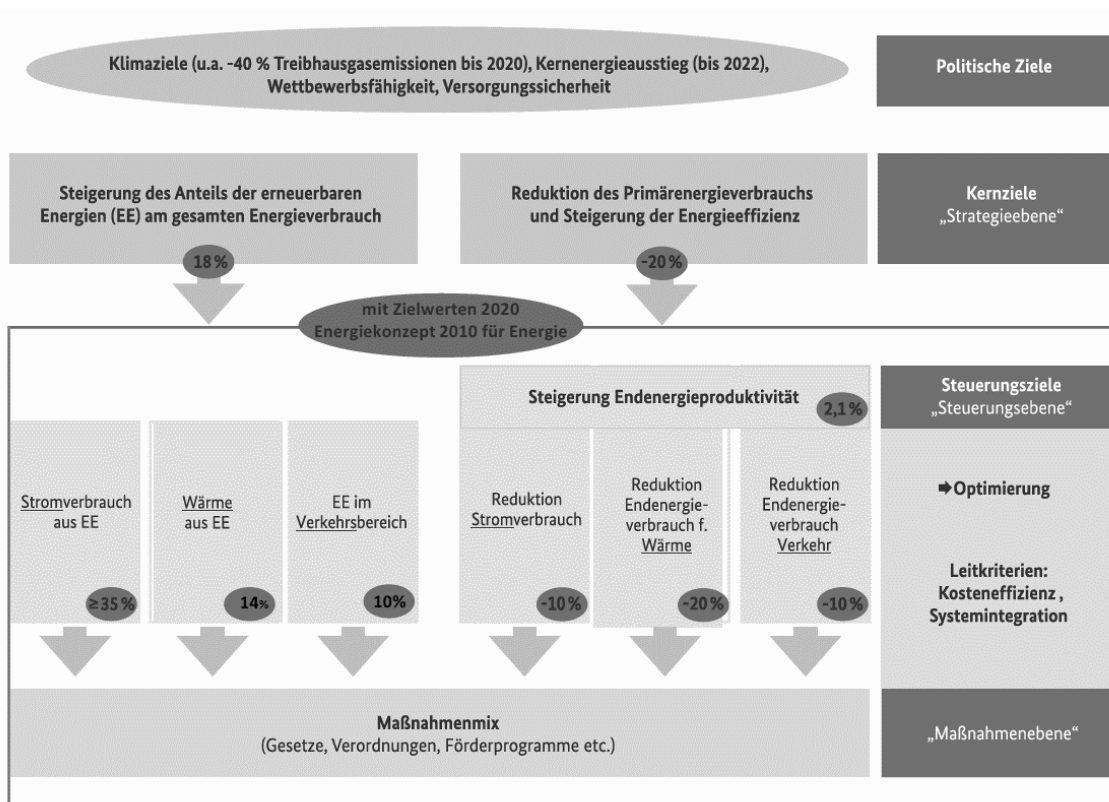 Klimaziele (u.a. -40 % Treibhausgasemissionen bis 2020), Kernenergieausstieg (bis 2022),
Wettbewerbsfähigkeit, Versorgungssicherheit
Politische Ziele
Steigerung des Anteils der erneuerbaren
Energien (EE) am gesamten Energieverbrauch
18 %
Reduktion des Primärenergieverbrauchs
und Steigerung der Energieeffizienz
-20 %
Kernziele
„Strategieebene“
mit Zielwerten 2020
Energiekonzept 2010 für Energie
Steigerung Endenergieproduktivität
2,1 %
Steuerungsziele
„Steuerungsebene“
Stromverbrauch
aus EE
≥35 %
Wärme
aus EE
14%
EE im
Verkehrsbereich
10%
Reduktion
Stromverbrauch
-10 %
Reduktion
Endenergie-
verbrauch f.
Wärme
-20 %
Reduktion
Endenergie-
verbrauch
Verkehr
-10 %
➡Optimierung
Leitkriterien:
Kosteneffizienz ,
Systemintegration
Maßnahmenmix
(Gesetze, Verordnungen, Förderprogramme etc.)
„Maßnahmenebene“